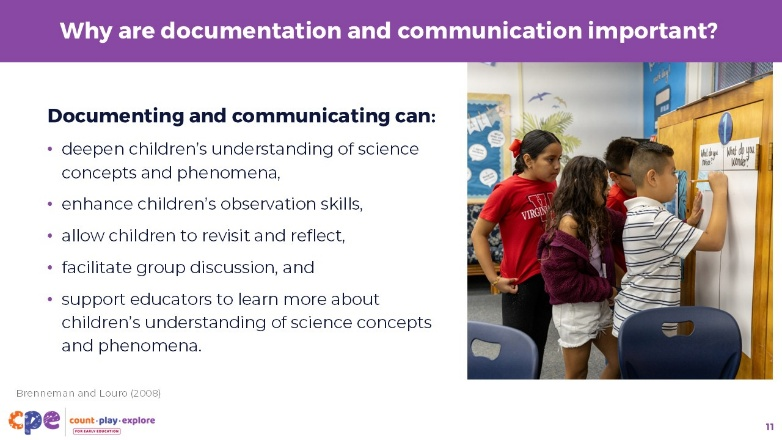 Why are documentation and communication important?
Documenting and communicating can:
• deepen children's understanding of science
concepts and phenomena,
• enhance children's observation skills,
• allow children to revisit and reflect,
• facilitate group discussion, and
• support educators to learn more about
children's understanding of science concepts
and phenomena.
What do you
What do you
wonder?
VIRGIN
Brenneman and Louro (2008)
cpe
count·play·explore
FOR EARLY EDUCATION
11